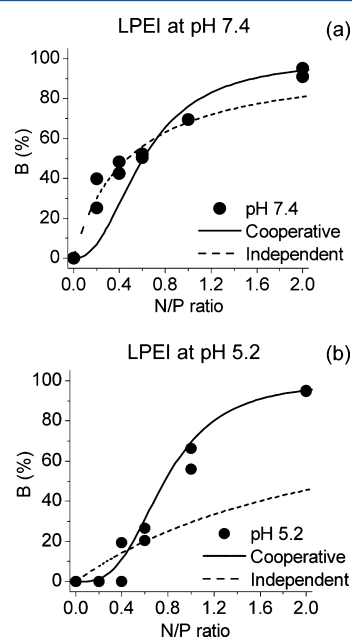 LPEI at pH 7.4 (a)
100
80
60
40
20
0
B (%)
pH 7.4
Cooperative
Independent
0.0 0.4 0.8 1.2 1.6 2.0
N/P ratio
LPEI at pH 5.2 (b)
100
80
60
40
20
0
B (%)
pH 5.2
Cooperative
Independent
0.0 0.4 0.8 1.2 1.6 2.0
N/P ratio